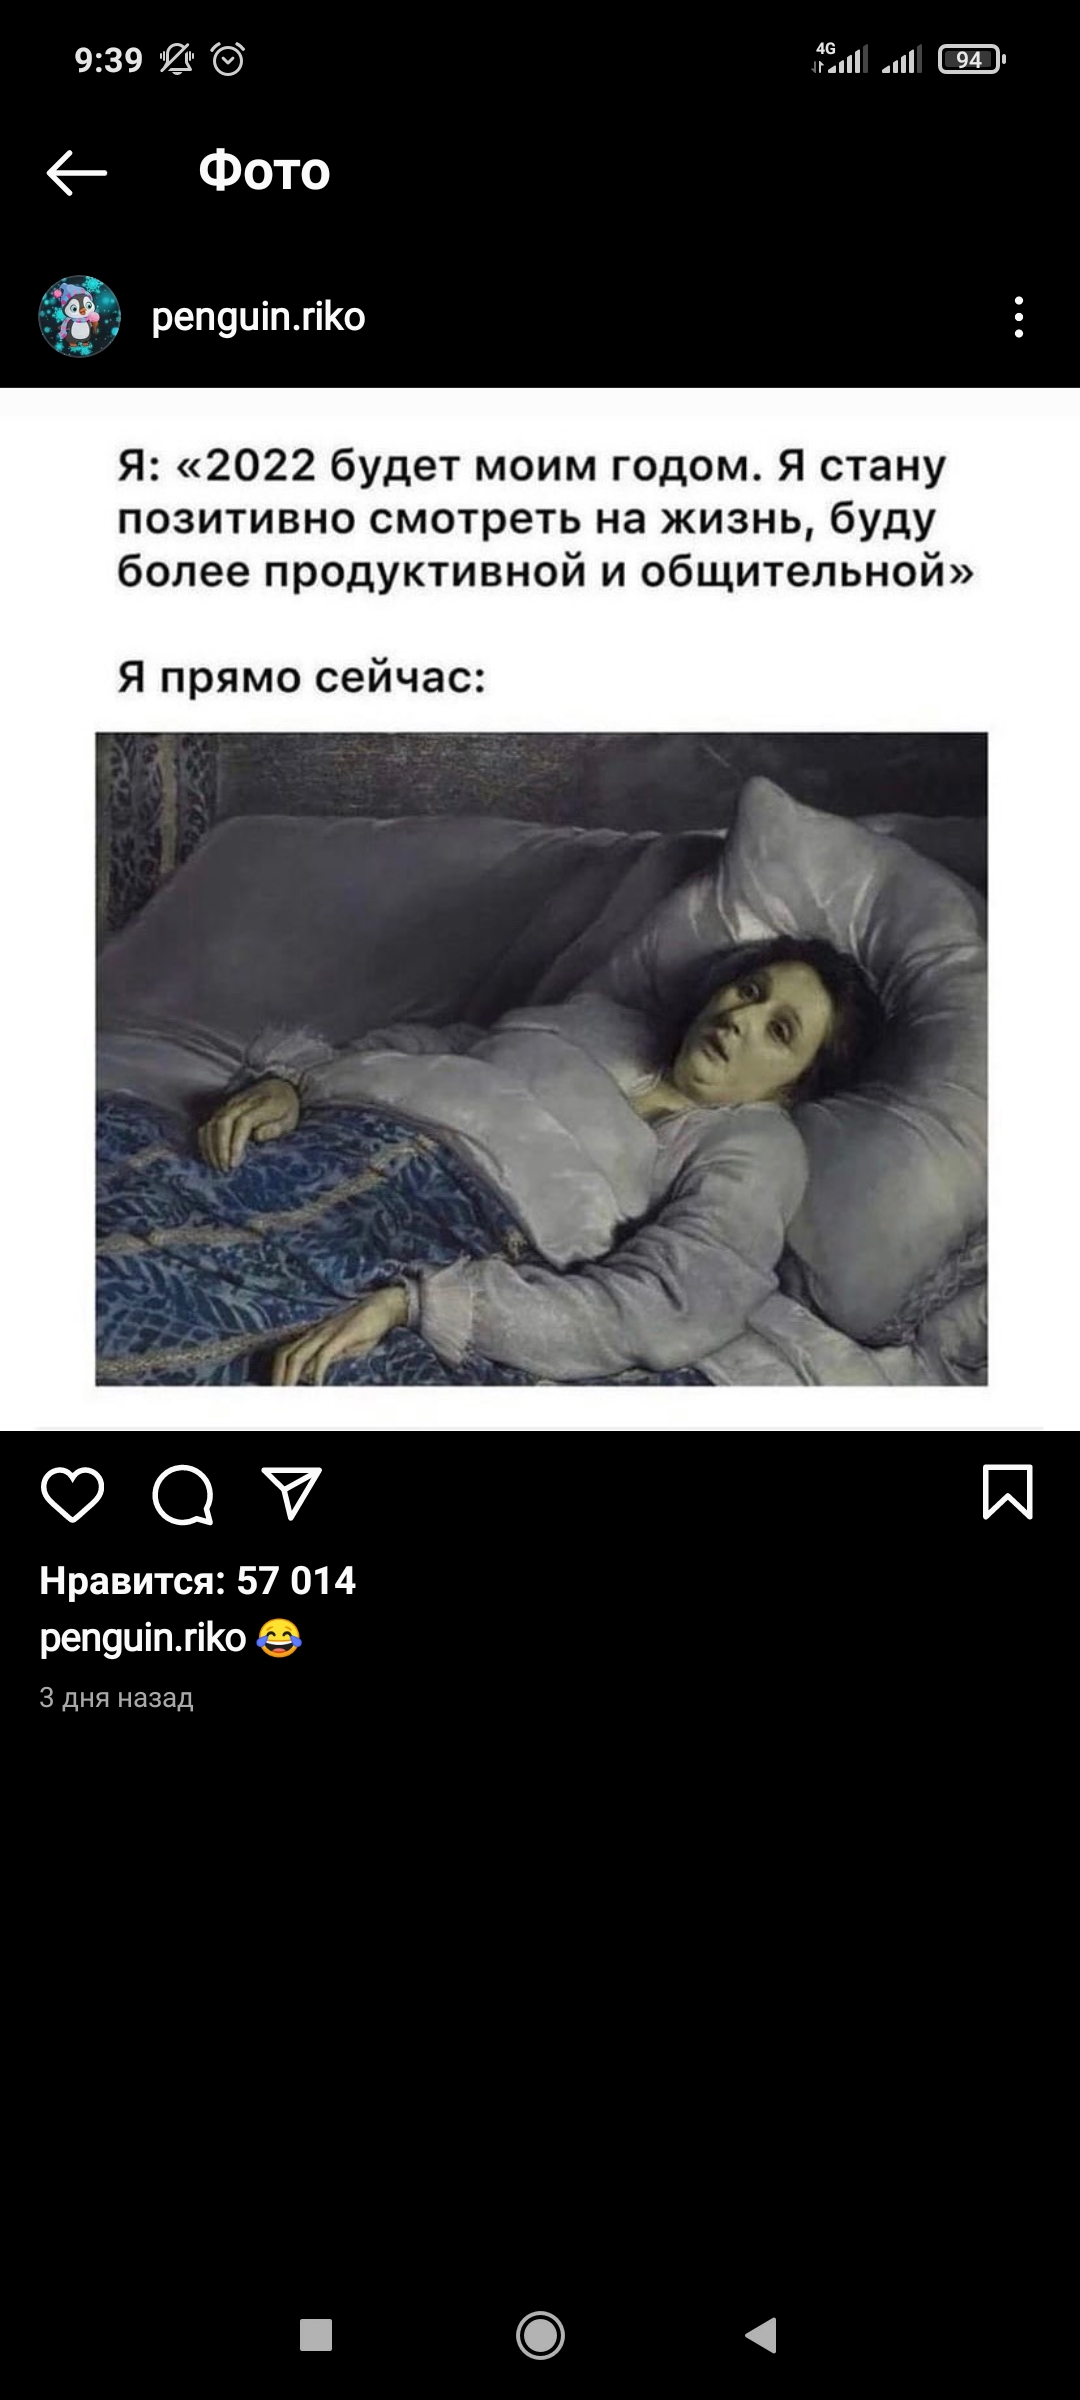 9:39
4G
94
Фото
penguin.riko
Я: «2022 будет моим годом. Я стану
позитивно смотреть на жизнь, буду
более продуктивной и общительной»
Я прямо сейчас:
Нравится: 57 014
penguin.riko 😂
3 дня назад